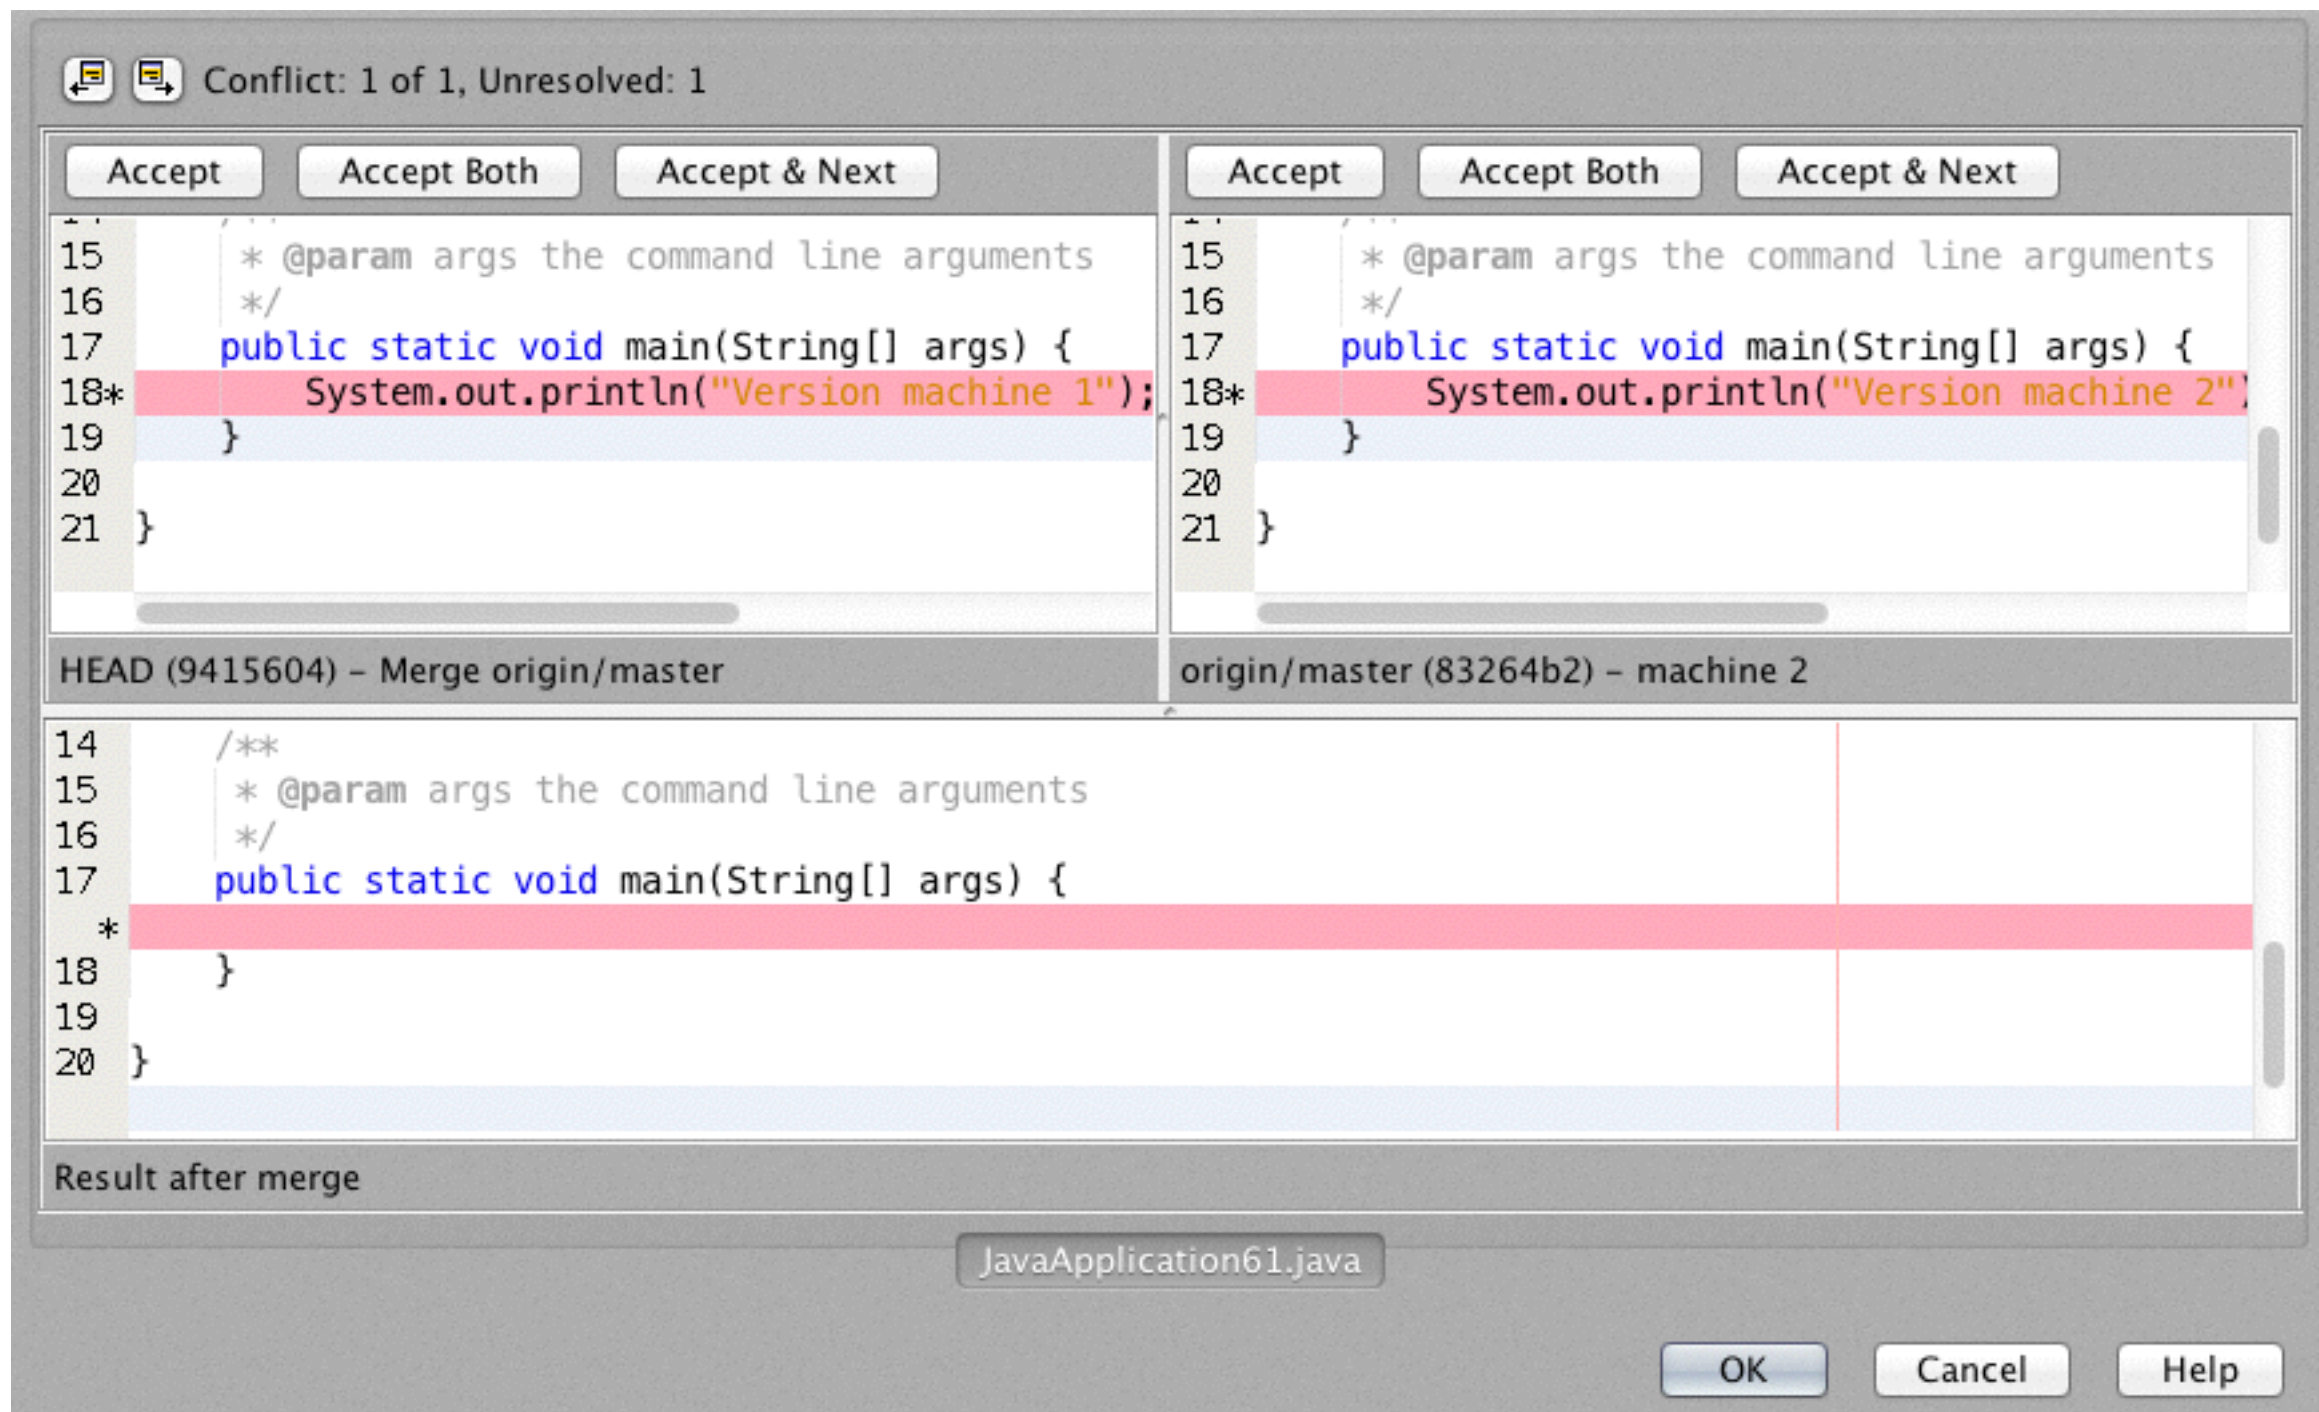 Conflict: 1 of 1, Unresolved: 1
Accept Accept Both Accept & Next
15 * @param args the command line arguments
16 */
17 public static void main(String[] args) {
18* System.out.println("Version machine 1");
19 }
20
21 }
HEAD (9415604) – Merge origin/master
Accept Accept Both Accept & Next
15 * @param args the command line arguments
16 */
17 public static void main(String[] args) {
18* System.out.println("Version machine 2")
19 }
20
21 }
origin/master (83264b2) – machine 2
14 /**
15 * @param args the command line arguments
16 */
17 public static void main(String[] args) {
*
18 }
19
20 }
Result after merge
JavaApplication61.java
OK Cancel Help